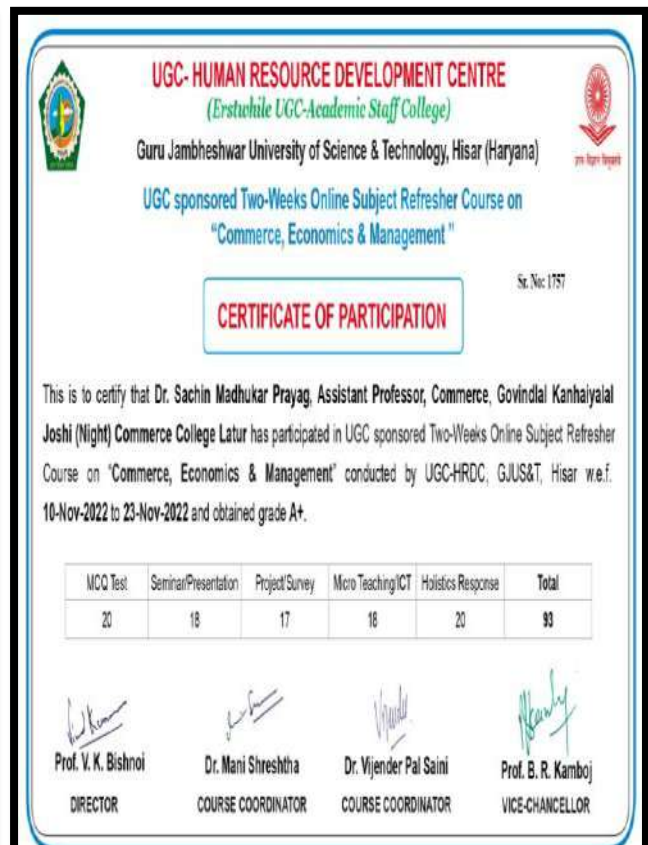 UGC- HUMAN RESOURCE DEVELOPMENT CENTRE
(Erstwhile UGC-Academic Staff College)
Guru Jambheshwar University of Science & Technology, Hisar (Haryana)
UGC sponsored Two-Weeks Online Subject Refresher Course on
"Commerce, Economics & Management "
Sr. No: 1757
CERTIFICATE OF PARTICIPATION
This is to certify that Dr. Sachin Madhukar Prayag, Assistant Professor, Commerce, Govindlal Kanhaiyalal
Joshi (Night) Commerce College Latur has participated in UGC sponsored Two-Weeks Online Subject Refresher
Course on "Commerce, Economics & Management" conducted by UGC-HRDC, GJUS&T, Hisar w.e.f.
10-Nov-2022 to 23-Nov-2022 and obtained grade A+.
MCQ Test Seminar/Presentation Project/Survey Micro Teaching/ICT Holistics Response Total
20 18 17 18 20 93
Prof. V. K. Bishnoi Dr. Mani Shreshtha Dr. Vijender Pal Saini Prof. B. R. Kamboj
DIRECTOR COURSE COORDINATOR COURSE COORDINATOR VICE-CHANCELLOR